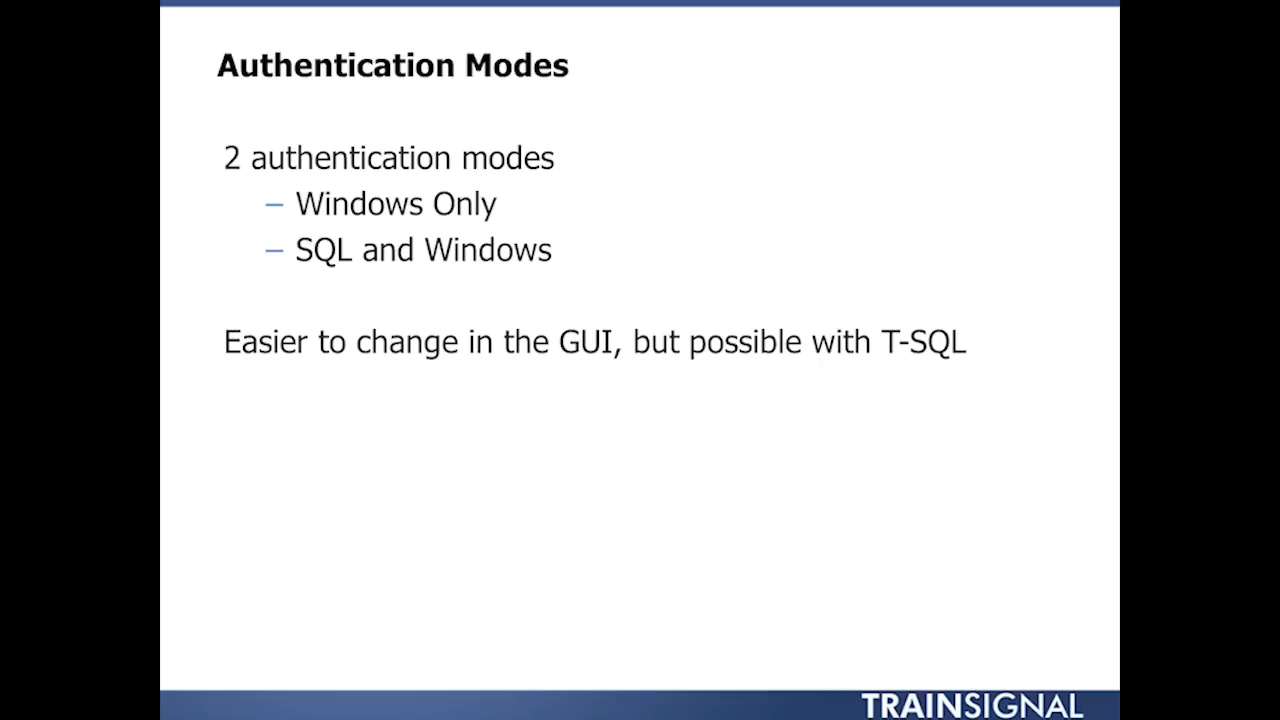 Authentication Modes
2 authentication modes
– Windows Only
– SQL and Windows
Easier to change in the GUI, but possible with T-SQL
TRAINSIGNAL